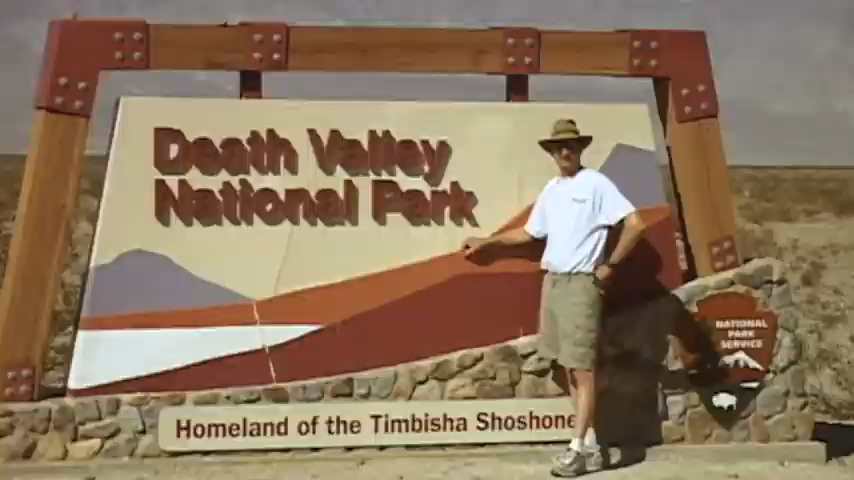 Death Valley
National Park
Homeland of the Timbisha Shoshone
NATIONAL
PARK
SERVICE